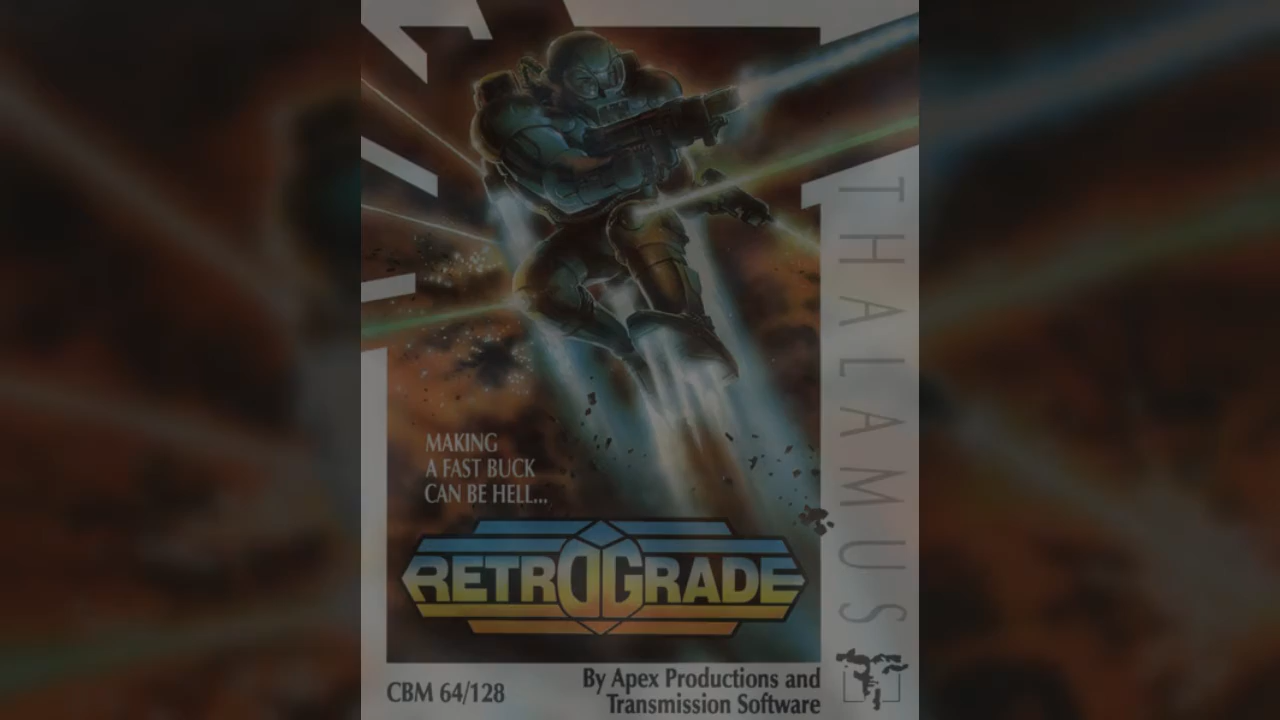 THALAMUS
MAKING
A FAST BUCK
CAN BE HELL...
RETROGRADE
CBM 64/128
By Apex Productions and
Transmission Software